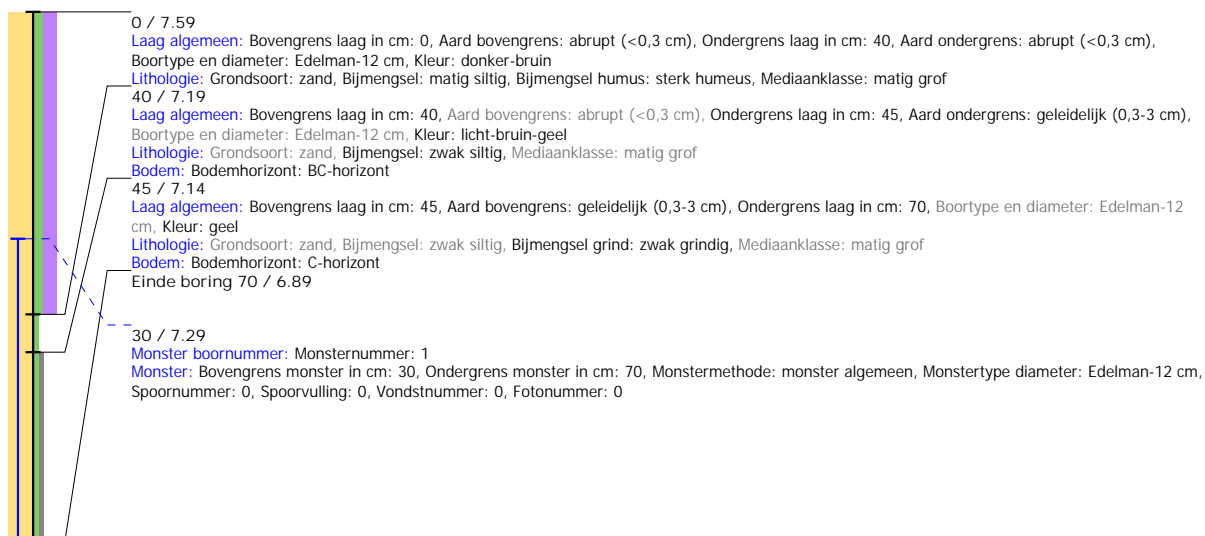 0 / 7.59
Laag algemeen: Bovengrens laag in cm: 0, Aard bovengrens: abrupt (<0,3 cm), Ondergrens laag in cm: 40, Aard ondergrens: abrupt (<0,3 cm),
Boortype en diameter: Edelman-12 cm, Kleur: donker-bruin
Lithologie: Grondsoort: zand, Bijmengsel: matig siltig, Bijmengsel humus: sterk humeus, Mediaanklasse: matig grof
40 / 7.19
Laag algemeen: Bovengrens laag in cm: 40, Aard bovengrens: abrupt (<0,3 cm), Ondergrens laag in cm: 45, Aard ondergrens: geleidelijk (0,3-3 cm),
Boortype en diameter: Edelman-12 cm, Kleur: licht-bruin-geel
Lithologie: Grondsoort: zand, Bijmengsel: zwak siltig, Mediaanklasse: matig grof
Bodem: Bodemhorizont: BC-horizont
45 / 7.14
Laag algemeen: Bovengrens laag in cm: 45, Aard bovengrens: geleidelijk (0,3-3 cm), Ondergrens laag in cm: 70, Boortype en diameter: Edelman-12
cm, Kleur: geel
Lithologie: Grondsoort: zand, Bijmengsel: zwak siltig, Bijmengsel grind: zwak grindig, Mediaanklasse: matig grof
Bodem: Bodemhorizont: C-horizont
Einde boring 70 / 6.89
30 / 7.29
Monster boornummer: Monsternummer: 1
Monster: Bovengrens monster in cm: 30, Ondergrens monster in cm: 70, Monstermethode: monster algemeen, Monstertype diameter: Edelman-12 cm,
Spoornummer: 0, Spoorvulling: 0, Vondstnummer: 0, Fotonummer: 0